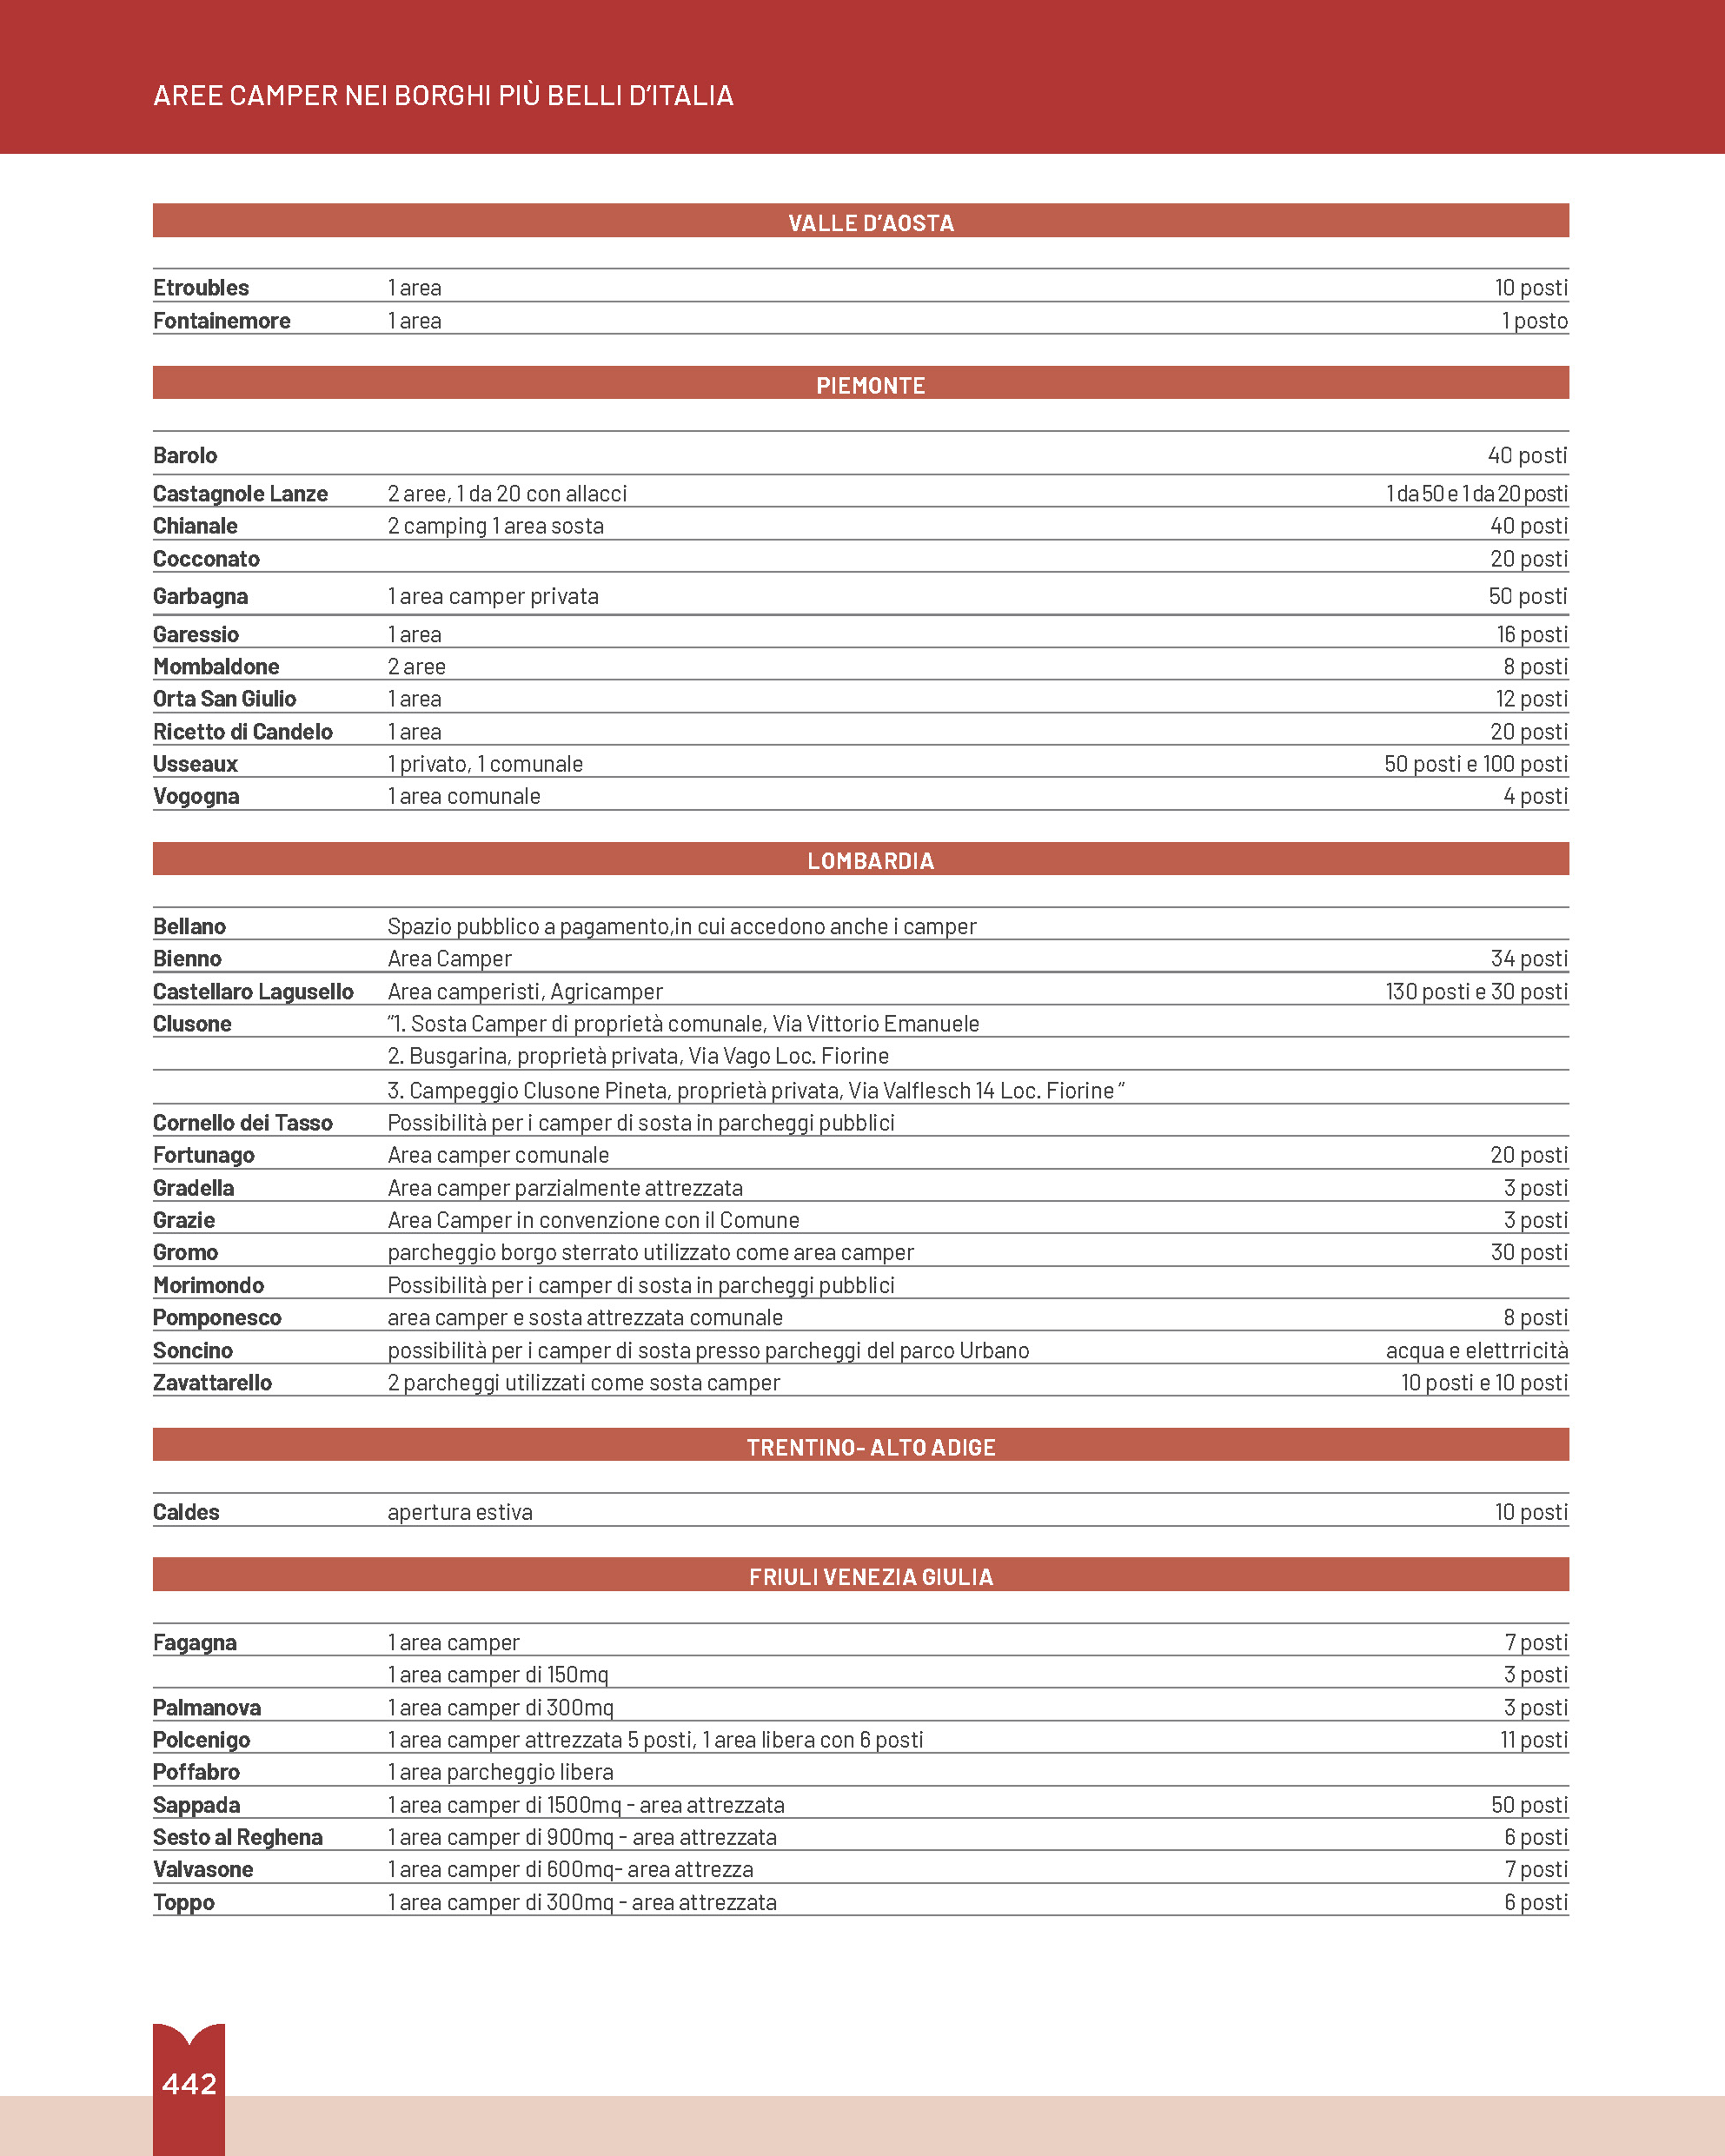 AREE CAMPER NEI BORGHI PIÙ BELLI D'ITALIA
VALLE D'AOSTA
Etroubles 1 area 10 posti
Fontainemore 1 area 1 posto
PIEMONTE
Barolo 40 posti
Castagnole Lanze 2 aree, 1 da 20 con allacci 1 da 50 e 1 da 20 posti
Chianale 2 camping 1 area sosta 40 posti
Cocconato 20 posti
Garbagna 1 area camper privata 50 posti
Garessio 1 area 16 posti
Mombaldone 2 aree 8 posti
Orta San Giulio 1 area 12 posti
Ricetto di Candelo 1 area 20 posti
Usseaux 1 privato, 1 comunale 50 posti e 100 posti
Vogogna 1 area comunale 4 posti
LOMBARDIA
Bellano Spazio pubblico a pagamento,in cui accedono anche i camper
Bienno Area Camper 34 posti
Castellaro Lagusello Area camperisti, Agricamper 130 posti e 30 posti
Clusone "1. Sosta Camper di proprietà comunale, Via Vittorio Emanuele
2. Busgarina, proprietà privata, Via Vago Loc. Fiorine
3. Campeggio Clusone Pineta, proprietà privata, Via Valflesch 14 Loc. Fiorine "
Cornello dei Tasso Possibilità per i camper di sosta in parcheggi pubblici
Fortunago Area camper comunale 20 posti
Gradella Area camper parzialmente attrezzata 3 posti
Grazie Area Camper in convenzione con il Comune 3 posti
Gromo parcheggio borgo sterrato utilizzato come area camper 30 posti
Morimondo Possibilità per i camper di sosta in parcheggi pubblici
Pomponesco area camper e sosta attrezzata comunale 8 posti
Soncino possibilità per i camper di sosta presso parcheggi del parco Urbano acqua e elettrricità
Zavattarello 2 parcheggi utilizzati come sosta camper 10 posti e 10 posti
TRENTINO- ALTO ADIGE
Caldes apertura estiva 10 posti
FRIULI VENEZIA GIULIA
Fagagna 1 area camper 7 posti
1 area camper di 150mq 3 posti
Palmanova 1 area camper di 300mq 3 posti
Polcenigo 1 area camper attrezzata 5 posti, 1 area libera con 6 posti 11 posti
Poffabro 1 area parcheggio libera
Sappada 1 area camper di 1500mq - area attrezzata 50 posti
Sesto al Reghena 1 area camper di 900mq - area attrezzata 6 posti
Valvasone 1 area camper di 600mq- area attrezza 7 posti
Toppo 1 area camper di 300mq - area attrezzata 6 posti
442